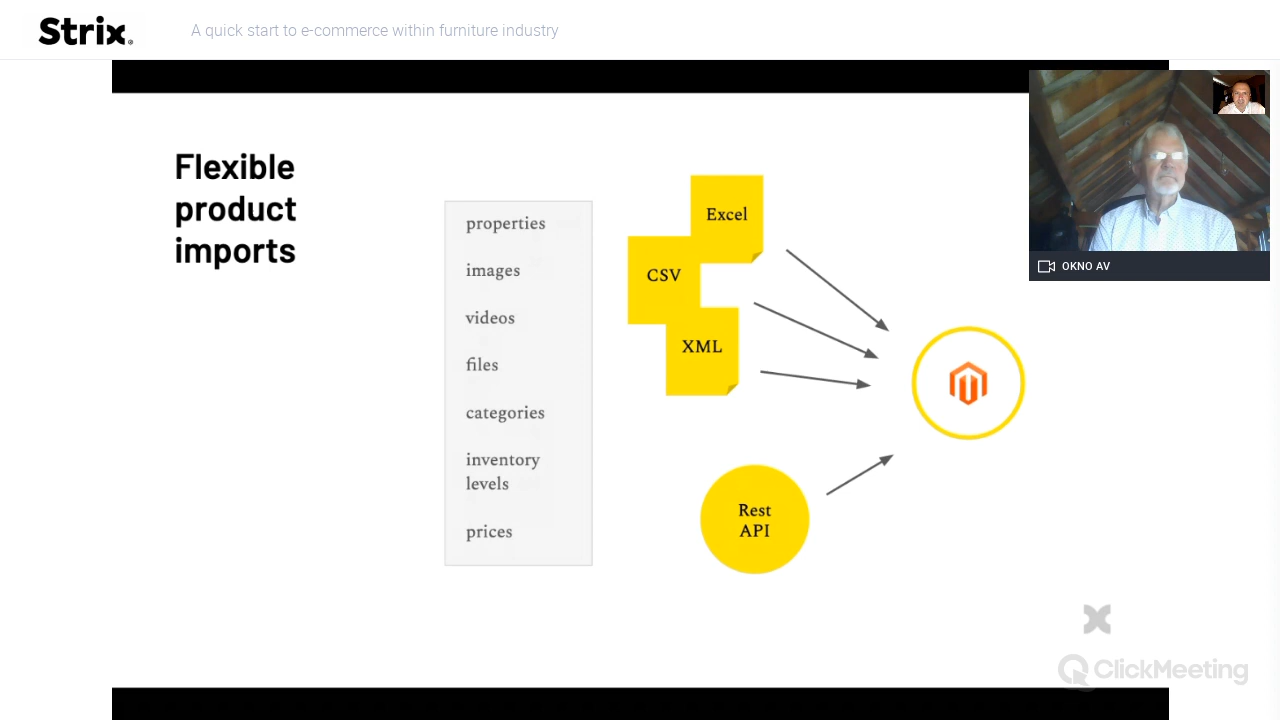 Strix®
A quick start to e-commerce within furniture industry
Flexible
product
imports
properties
images
videos
files
categories
inventory
levels
prices
Excel
CSV
XML
Rest
API
OKNO AV
ClickMeeting